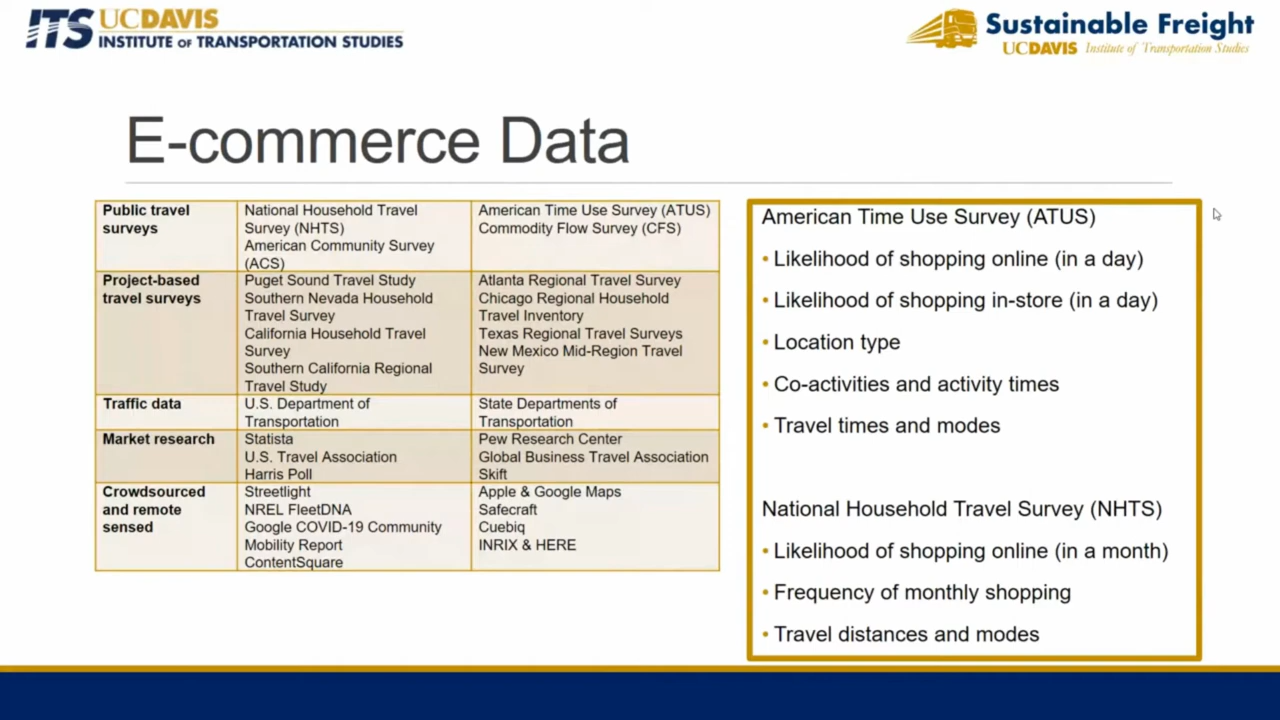 ITS UCDAVIS
INSTITUTE OF TRANSPORTATION STUDIES
Sustainable Freight
UCDAVIS Institute of Transportation Studies
E-commerce Data
Public travel
surveys
National Household Travel
Survey (NHTS)
American Community Survey
(ACS)
American Time Use Survey (ATUS)
Commodity Flow Survey (CFS)
Project-based
travel surveys
Puget Sound Travel Study
Southern Nevada Household
Travel Survey
California Household Travel
Survey
Southern California Regional
Travel Study
Atlanta Regional Travel Survey
Chicago Regional Household
Travel Inventory
Texas Regional Travel Surveys
New Mexico Mid-Region Travel
Survey
Traffic data
U.S. Department of
Transportation
State Departments of
Transportation
Market research
Statista
U.S. Travel Association
Harris Poll
Pew Research Center
Global Business Travel Association
Skift
Crowdsourced
and remote
sensed
Streetlight
NREL FleetDNA
Google COVID-19 Community
Mobility Report
ContentSquare
Apple & Google Maps
Safecraft
Cuebiq
INRIX & HERE
American Time Use Survey (ATUS)
• Likelihood of shopping online (in a day)
• Likelihood of shopping in-store (in a day)
• Location type
• Co-activities and activity times
• Travel times and modes
National Household Travel Survey (NHTS)
• Likelihood of shopping online (in a month)
• Frequency of monthly shopping
• Travel distances and modes